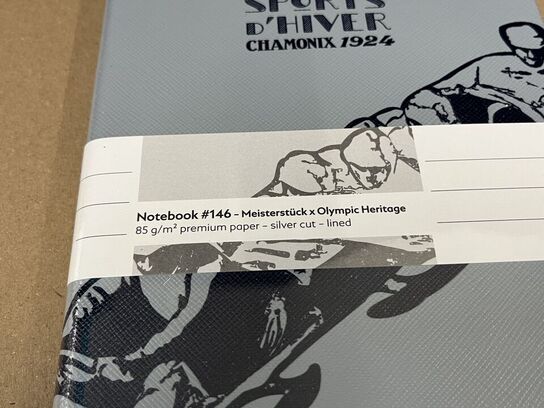 SPORTS
D'HIVER
CHAMONIX 1924
Notebook #146 – Meisterstück x Olympic Heritage
85 g/m² premium paper – silver cut – lined